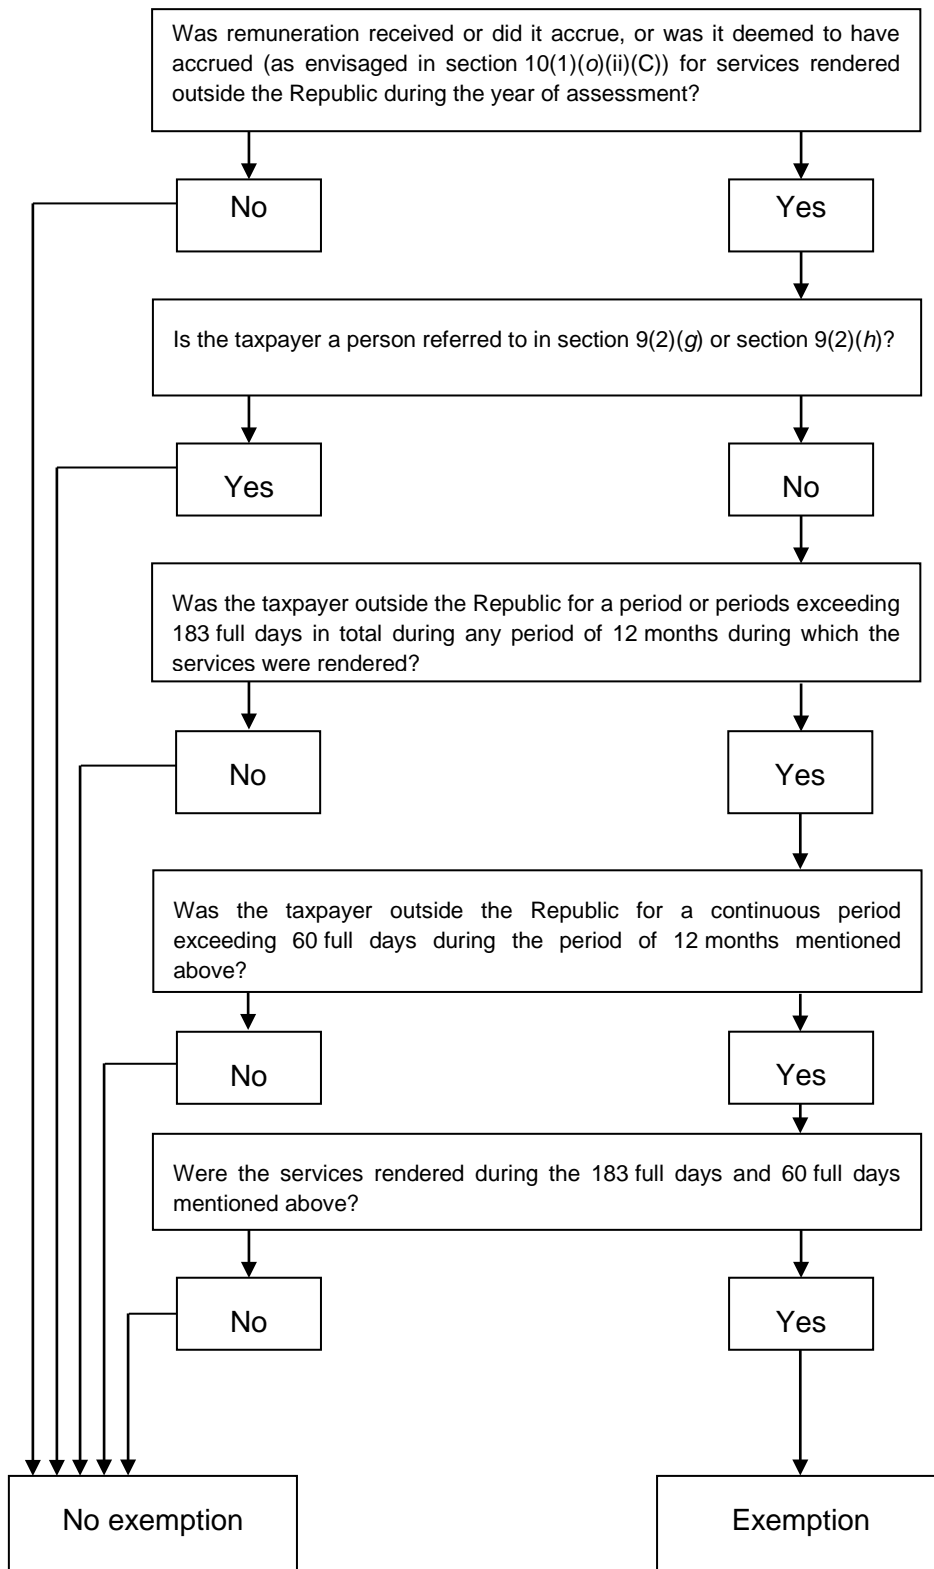 Was remuneration received or did it accrue, or was it deemed to have
accrued (as envisaged in section 10(1)(o)(ii)(C)) for services rendered
outside the Republic during the year of assessment?
No
Yes
Is the taxpayer a person referred to in section 9(2)(g) or section 9(2)(h)?
Yes
No
Was the taxpayer outside the Republic for a period or periods exceeding
183 full days in total during any period of 12 months during which the
services were rendered?
No
Yes
Was the taxpayer outside the Republic for a continuous period
exceeding 60 full days during the period of 12 months mentioned
above?
No
Yes
Were the services rendered during the 183 full days and 60 full days
mentioned above?
No
Yes
No exemption
Exemption